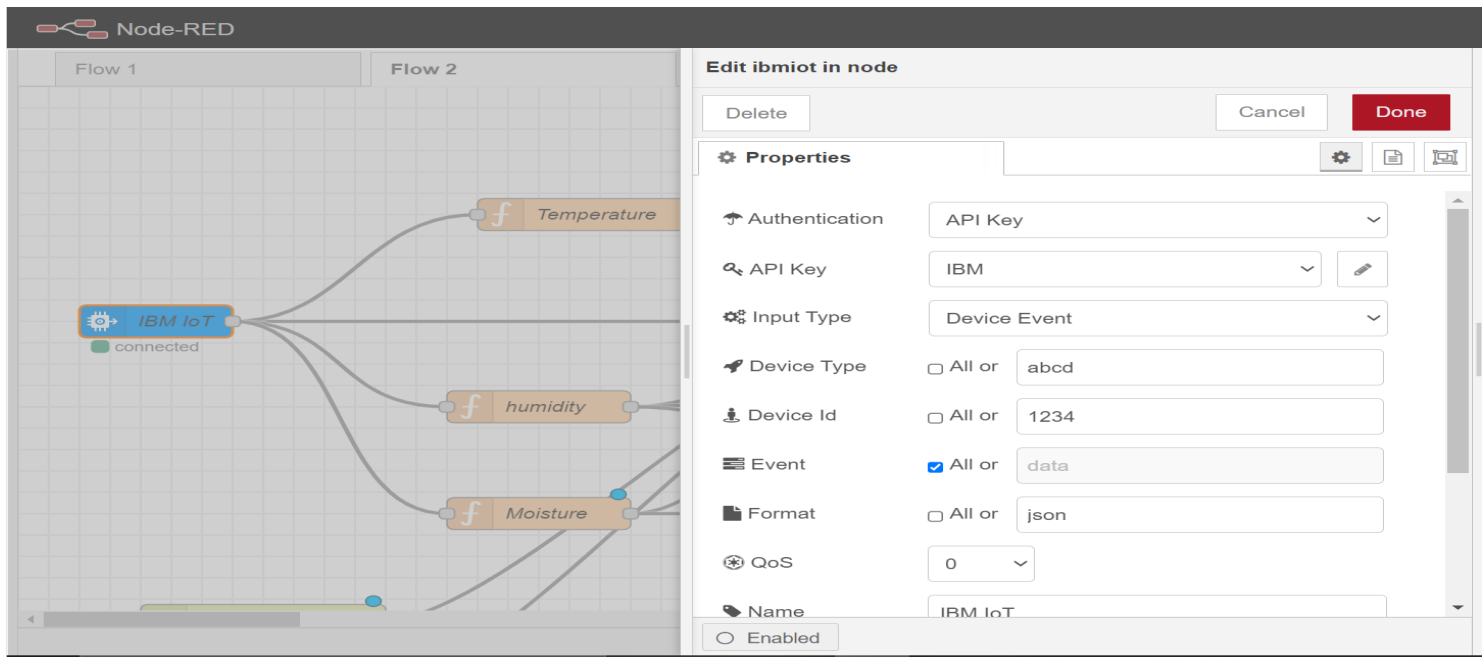 Node-RED
Flow 1
Flow 2
Temperature
IBM IoT
connected
humidity
Moisture
Edit ibmiot in node
Delete
Cancel
Done
Properties
Authentication
API Key
API Key
IBM
Input Type
Device Event
Device Type
All or
abcd
Device Id
All or
1234
Event
All or
data
Format
All or
json
QoS
0
Name
IBM IoT
Enabled